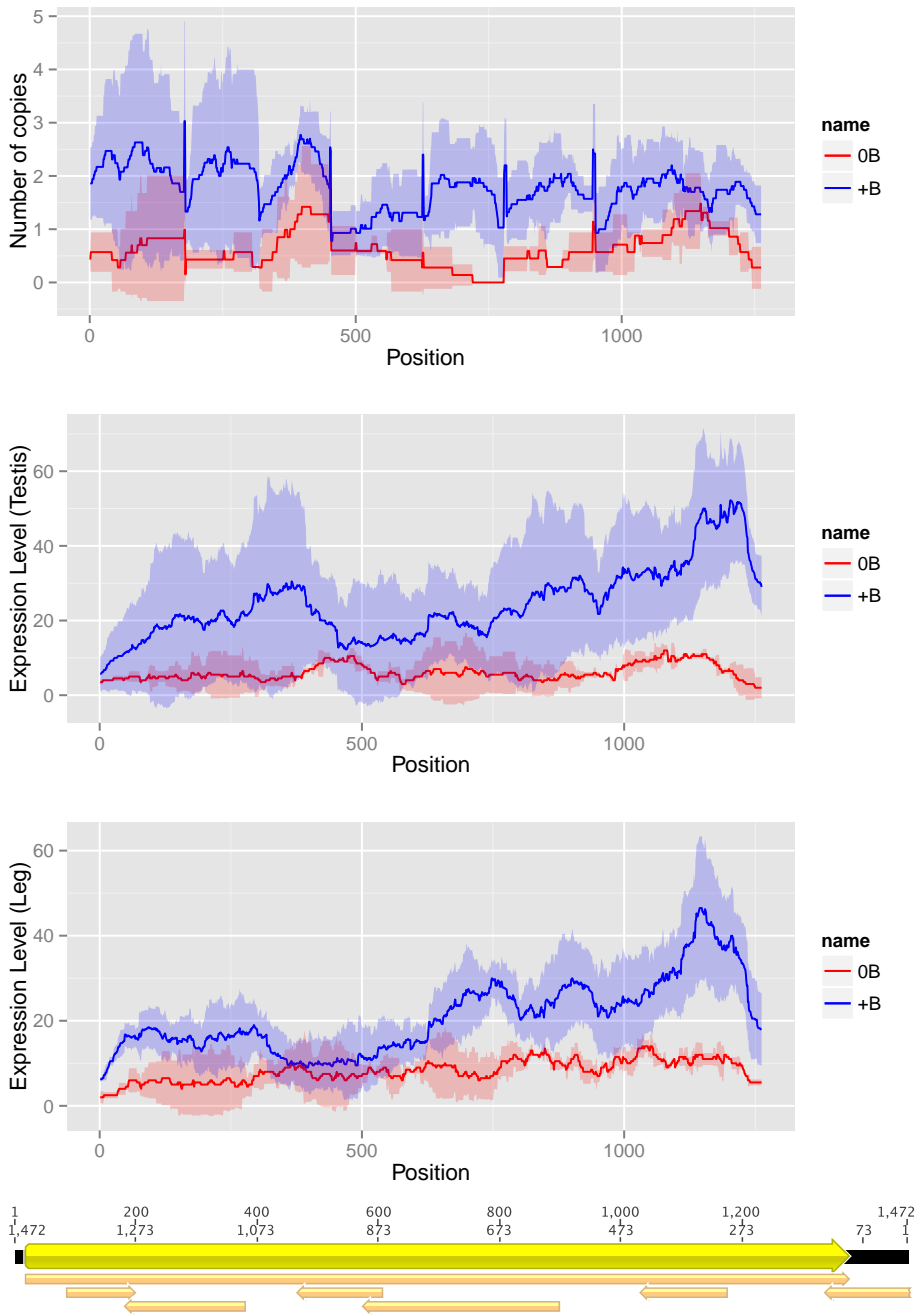 5
4
3
2
1
0
Number of copies
0
500
1000
Position
name
0B
+B
60
40
20
0
Expression Level (Testis)
0
500
1000
Position
name
0B
+B
60
40
20
0
Expression Level (Leg)
0
500
1000
Position
name
0B
+B
1 200 400 600 800 1,000 1,200 1,472
1,472 1,273 1,073 873 673 473 273 73 1